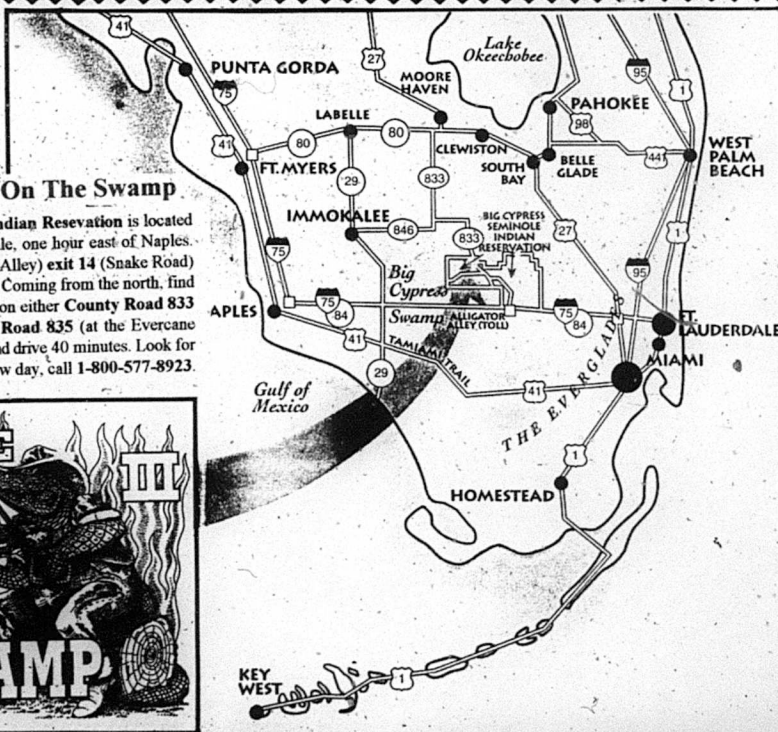 On The Swamp
ndian Resevation is located
le, one hour east of Naples.
Alley) exit 14 (Snake Road)
Coming from the north, find
on either County Road 833
Road 835 (at the Evercane
nd drive 40 minutes. Look for
w day, call 1-800-577-8923.
III
AMP
41
PUNTA GORDA
75
41
27
MOORE
HAVEN
Lake
Okeechobee
95
1
PAHOKEE
98
LABELLE
80
80
CLEWISTON
SOUTH
BAY
BELLE
GLADE
441
WEST
PALM
BEACH
FT. MYERS
29
833
IMMOKALEE
846
833
BIG CYPRESS
SEMINOLE
INDIAN
RESERVATION
27
1
75
Big
Cypress
Swamp
95
APLES
75
84
ALLIGATOR
ALLEY (TOLL)
75
84
FT.
LAUDERDALE
41
TAMIAMI TRAIL
MIAMI
29
41
THE EVERGLADES
Gulf of
Mexico
1
HOMESTEAD
KEY
WEST
1